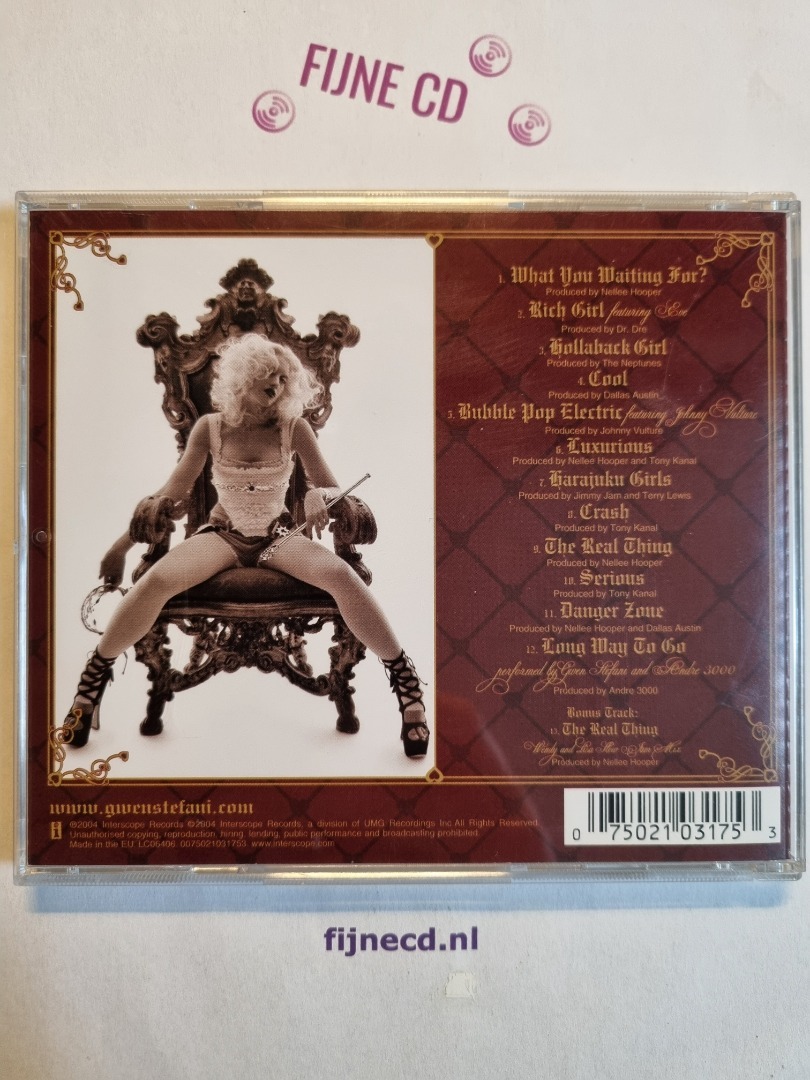 FIJNE CD
1. What You Waiting For?
Produced by Nellee Hooper
2. Rich Girl featuring Eve
Produced by Dr. Dre
3. Hollaback Girl
Produced by The Neptunes
4. Cool
Produced by Dallas Austin
5. Bubble Pop Electric featuring Johnny Vulture
Produced by Johnny Vulture
6. Luxurious
Produced by Nellee Hooper and Tony Kanal
7. Harajuku Girls
Produced by Jimmy Jam and Terry Lewis
8. Crash
Produced by Tony Kanal
9. The Real Thing
Produced by Nellee Hooper
10. Serious
Produced by Tony Kanal
11. Danger Zone
Produced by Nellee Hooper and Dallas Austin
12. Long Way To Go
performed by Gwen Stefani and Andre 3000
Produced by Andre 3000
Bonus Track:
13. The Real Thing
Wendy and Lisa Slow Jam Mix
Produced by Nellee Hooper
www.gwenstefani.com
℗2004 Interscope Records ©2004 Interscope Records, a division of UMG Recordings Inc All Rights Reserved
Unauthorised copying, reproduction, hiring, lending, public performance and broadcasting prohibited.
Made in the EU. LC06406. 0075021031753 www.interscope.com
0 75021 03175 3
fijnecd.nl